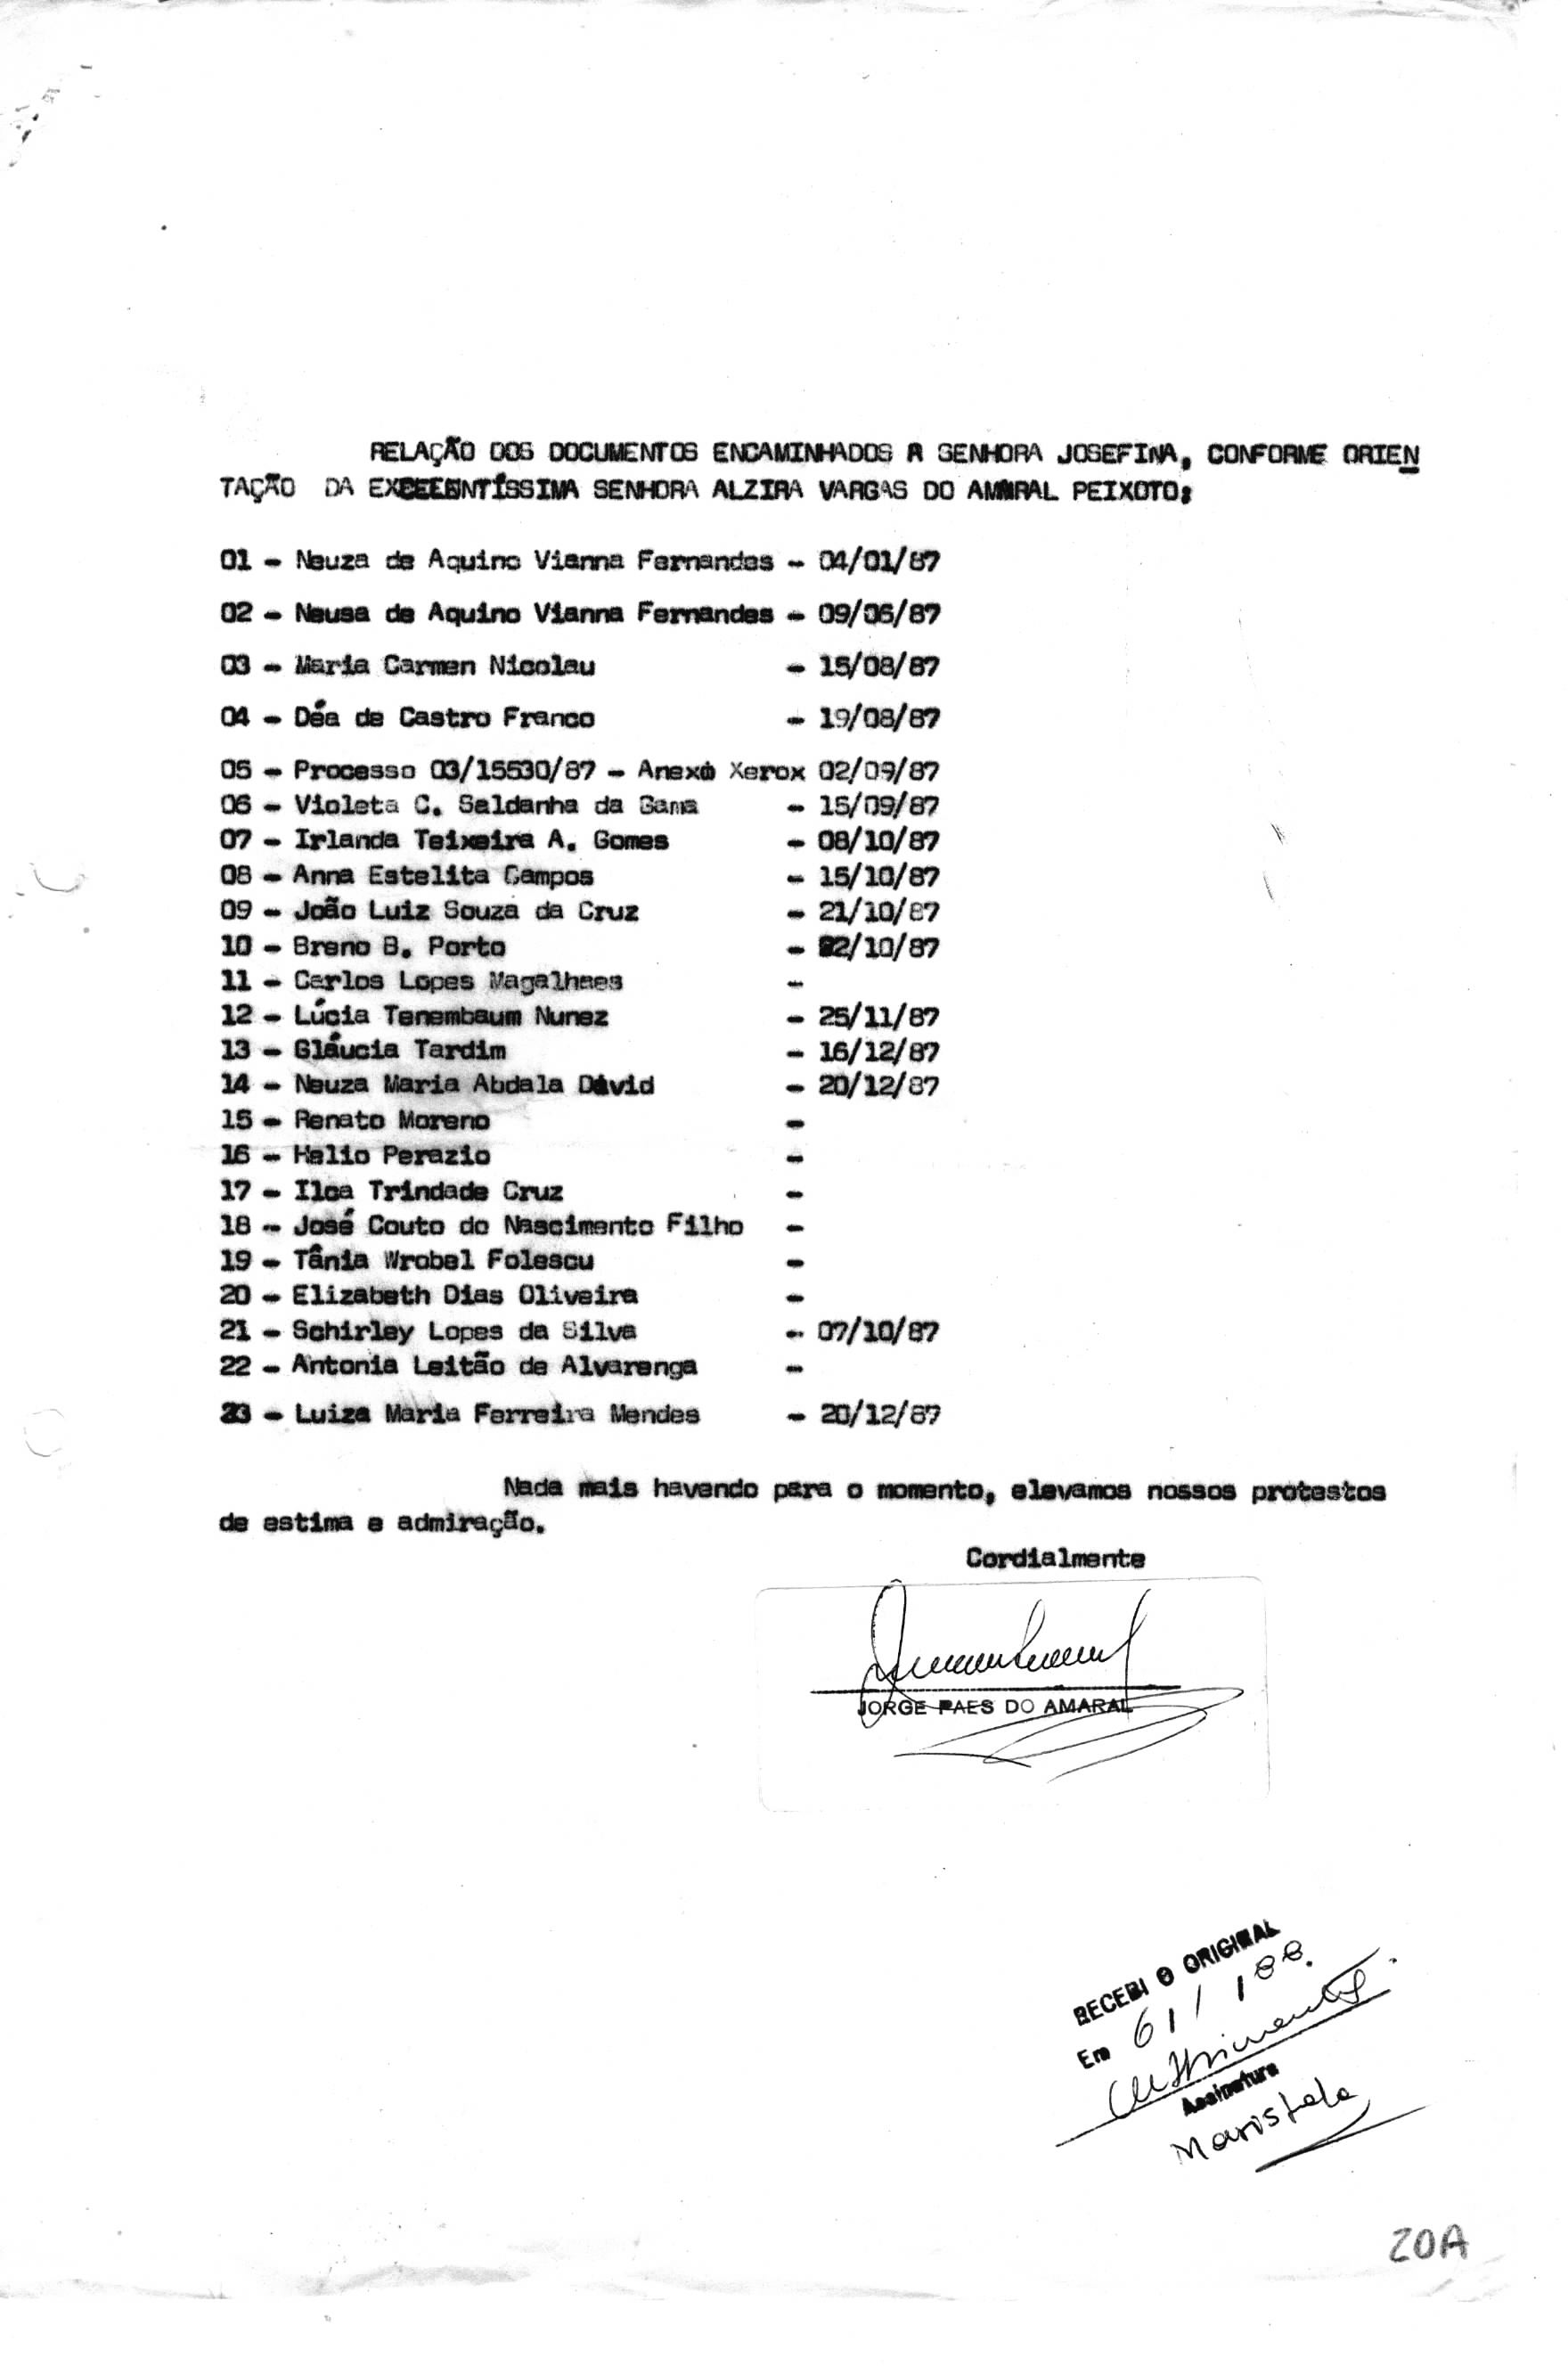 RELAÇÃO DOS DOCUMENTOS ENCAMINHADOS A SENHORA JOSEFINA, CONFORME ORIEN
TAÇÃO DA EXCELENTÍSSIMA SENHORA ALZIRA VARGAS DO AMARAL PEIXOTO:
01 - Neuza de Aquino Vianna Fernandes - 04/01/87
02 - Neusa de Aquino Vianna Fernandes - 09/06/87
03 - Maria Carmen Nicolau - 15/08/87
04 - Déa de Castro Franco - 19/08/87
05 - Processo 03/15530/87 - Anexo Xerox 02/09/87
06 - Violeta C. Saldanha da Gama - 15/09/87
07 - Irlanda Teixeira A. Gomes - 08/10/87
08 - Anna Estelita Campos - 15/10/87
09 - João Luiz Souza da Cruz - 21/10/87
10 - Breno B. Porto - 22/10/87
11 - Carlos Lopes Magalhaes -
12 - Lúcia Tenembaum Nunez - 25/11/87
13 - Gláucia Tardim - 16/12/87
14 - Neuza Maria Abdala David - 20/12/87
15 - Renato Moreno -
16 - Helio Perazio -
17 - Ilca Trindade Cruz -
18 - José Couto do Nascimento Filho -
19 - Tânia Wrobel Folescu -
20 - Elizabeth Dias Oliveira -
21 - Schirley Lopes da Silva - 07/10/87
22 - Antonia Leitão de Alvarenga -
23 - Luiza Maria Ferreira Mendes - 20/12/87
Nada mais havendo para o momento, elevamos nossos protestos
de estima e admiração.
Cordialmente
JORGE PAES DO AMARAL
RECEBI O ORIGINAL
Em 6 / 1 / 88.
Assinatura
Maristela
20A